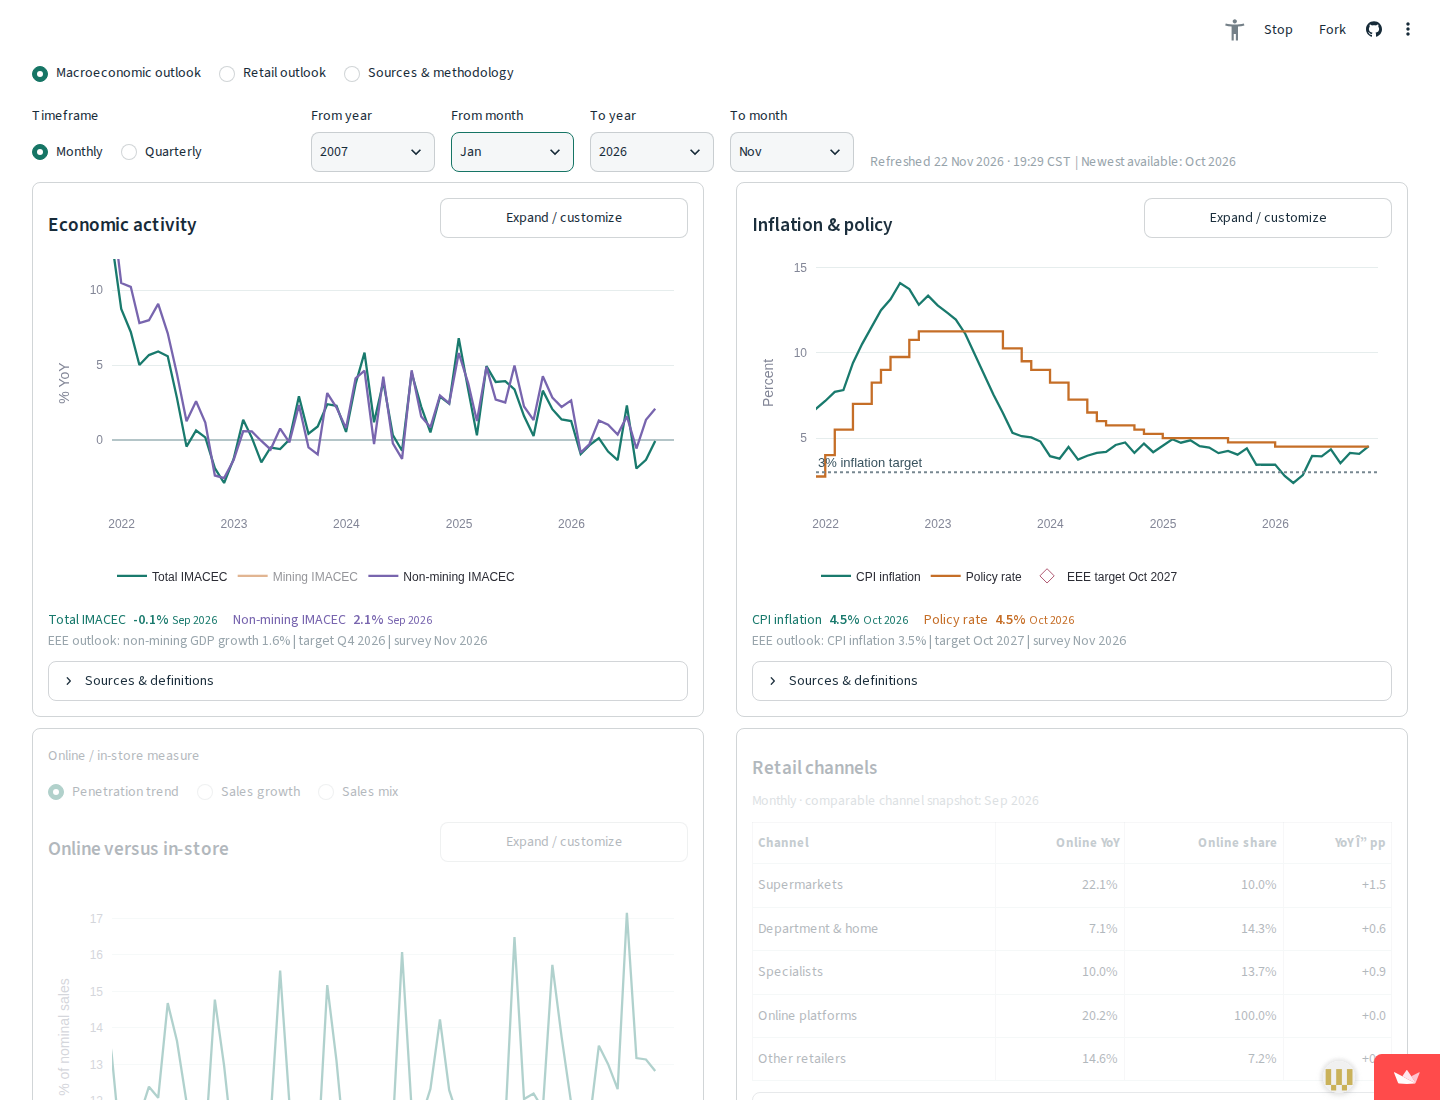 Stop Fork
Macroeconomic outlook Retail outlook Sources & methodology
Timeframe From year From month To year To month
Monthly Quarterly 2007 Jan 2026 Nov Refreshed 22 Nov 2026 · 19:29 CST | Newest available: Oct 2026
Economic activity Expand / customize
10
5
0
% YoY
2022 2023 2024 2025 2026
Total IMACEC Mining IMACEC Non-mining IMACEC
Total IMACEC -0.1% Sep 2026 Non-mining IMACEC 2.1% Sep 2026
EEE outlook: non-mining GDP growth 1.6% | target Q4 2026 | survey Nov 2026
Sources & definitions
Inflation & policy Expand / customize
15
10
5
Percent
3% inflation target
2022 2023 2024 2025 2026
CPI inflation Policy rate EEE target Oct 2027
CPI inflation 4.5% Oct 2026 Policy rate 4.5% Oct 2026
EEE outlook: CPI inflation 3.5% | target Oct 2027 | survey Nov 2026
Sources & definitions
Online / in-store measure
Penetration trend Sales growth Sales mix
Online versus in-store Expand / customize
17
16
15
14
13
12
% of nominal sales
Retail channels
Monthly · comparable channel snapshot: Sep 2026
Channel Online YoY Online share YoY Î” pp
Supermarkets 22.1% 10.0% +1.5
Department & home 7.1% 14.3% +0.6
Specialists 10.0% 13.7% +0.9
Online platforms 20.2% 100.0% +0.0
Other retailers 14.6% 7.2%